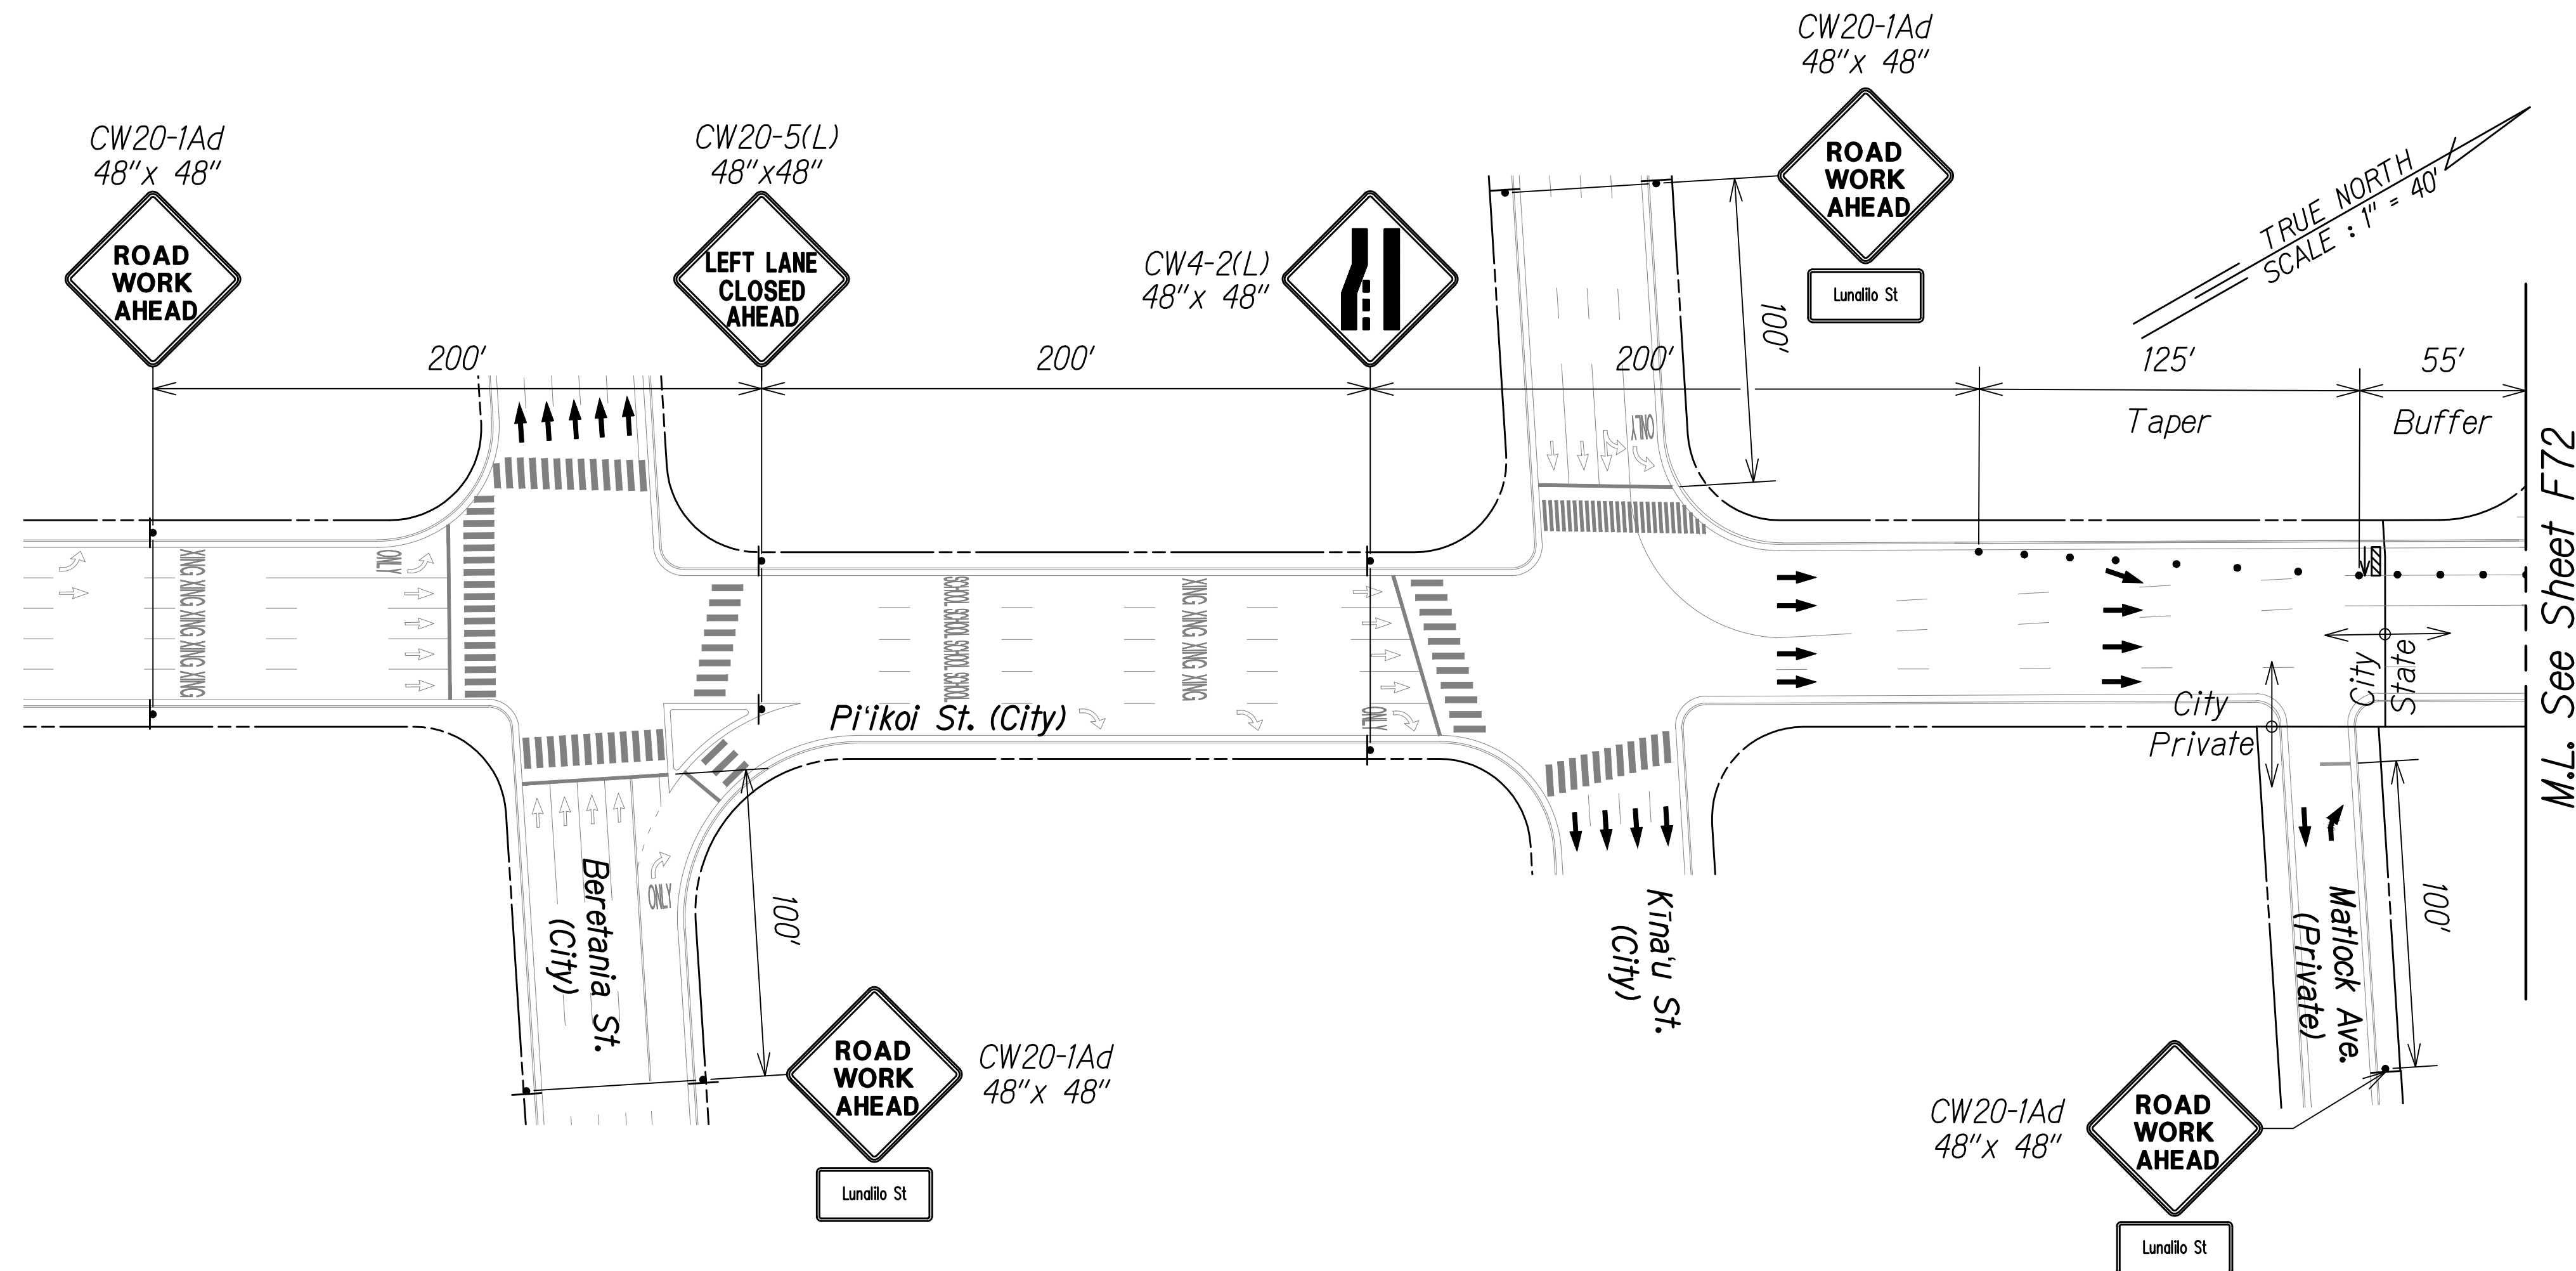 CW20-1Ad
48"x 48"
ROAD
WORK
AHEAD
CW20-5(L)
48"x48"
LEFT LANE
CLOSED
AHEAD
CW4-2(L)
48"x 48"
CW20-1Ad
48"x 48"
ROAD
WORK
AHEAD
Lunalilo St
TRUE NORTH
SCALE : 1" = 40'
200'
200'
200'
100'
125'
Taper
55'
Buffer
M.L. See Sheet F72
ONLY
XING XING XING XING XING
ONLY
SCHOOL SCHOOL SCHOOL SCHOOL
XING XING XING XING
ONLY
Pi'ikoi St. (City)
City
State
City
Private
ONLY
Beretania St.
(City)
100'
CW20-1Ad
48"x 48"
ROAD
WORK
AHEAD
Lunalilo St
Kīna'u St.
(City)
Matlock Ave.
(Private)
100'
CW20-1Ad
48"x 48"
ROAD
WORK
AHEAD
Lunalilo St